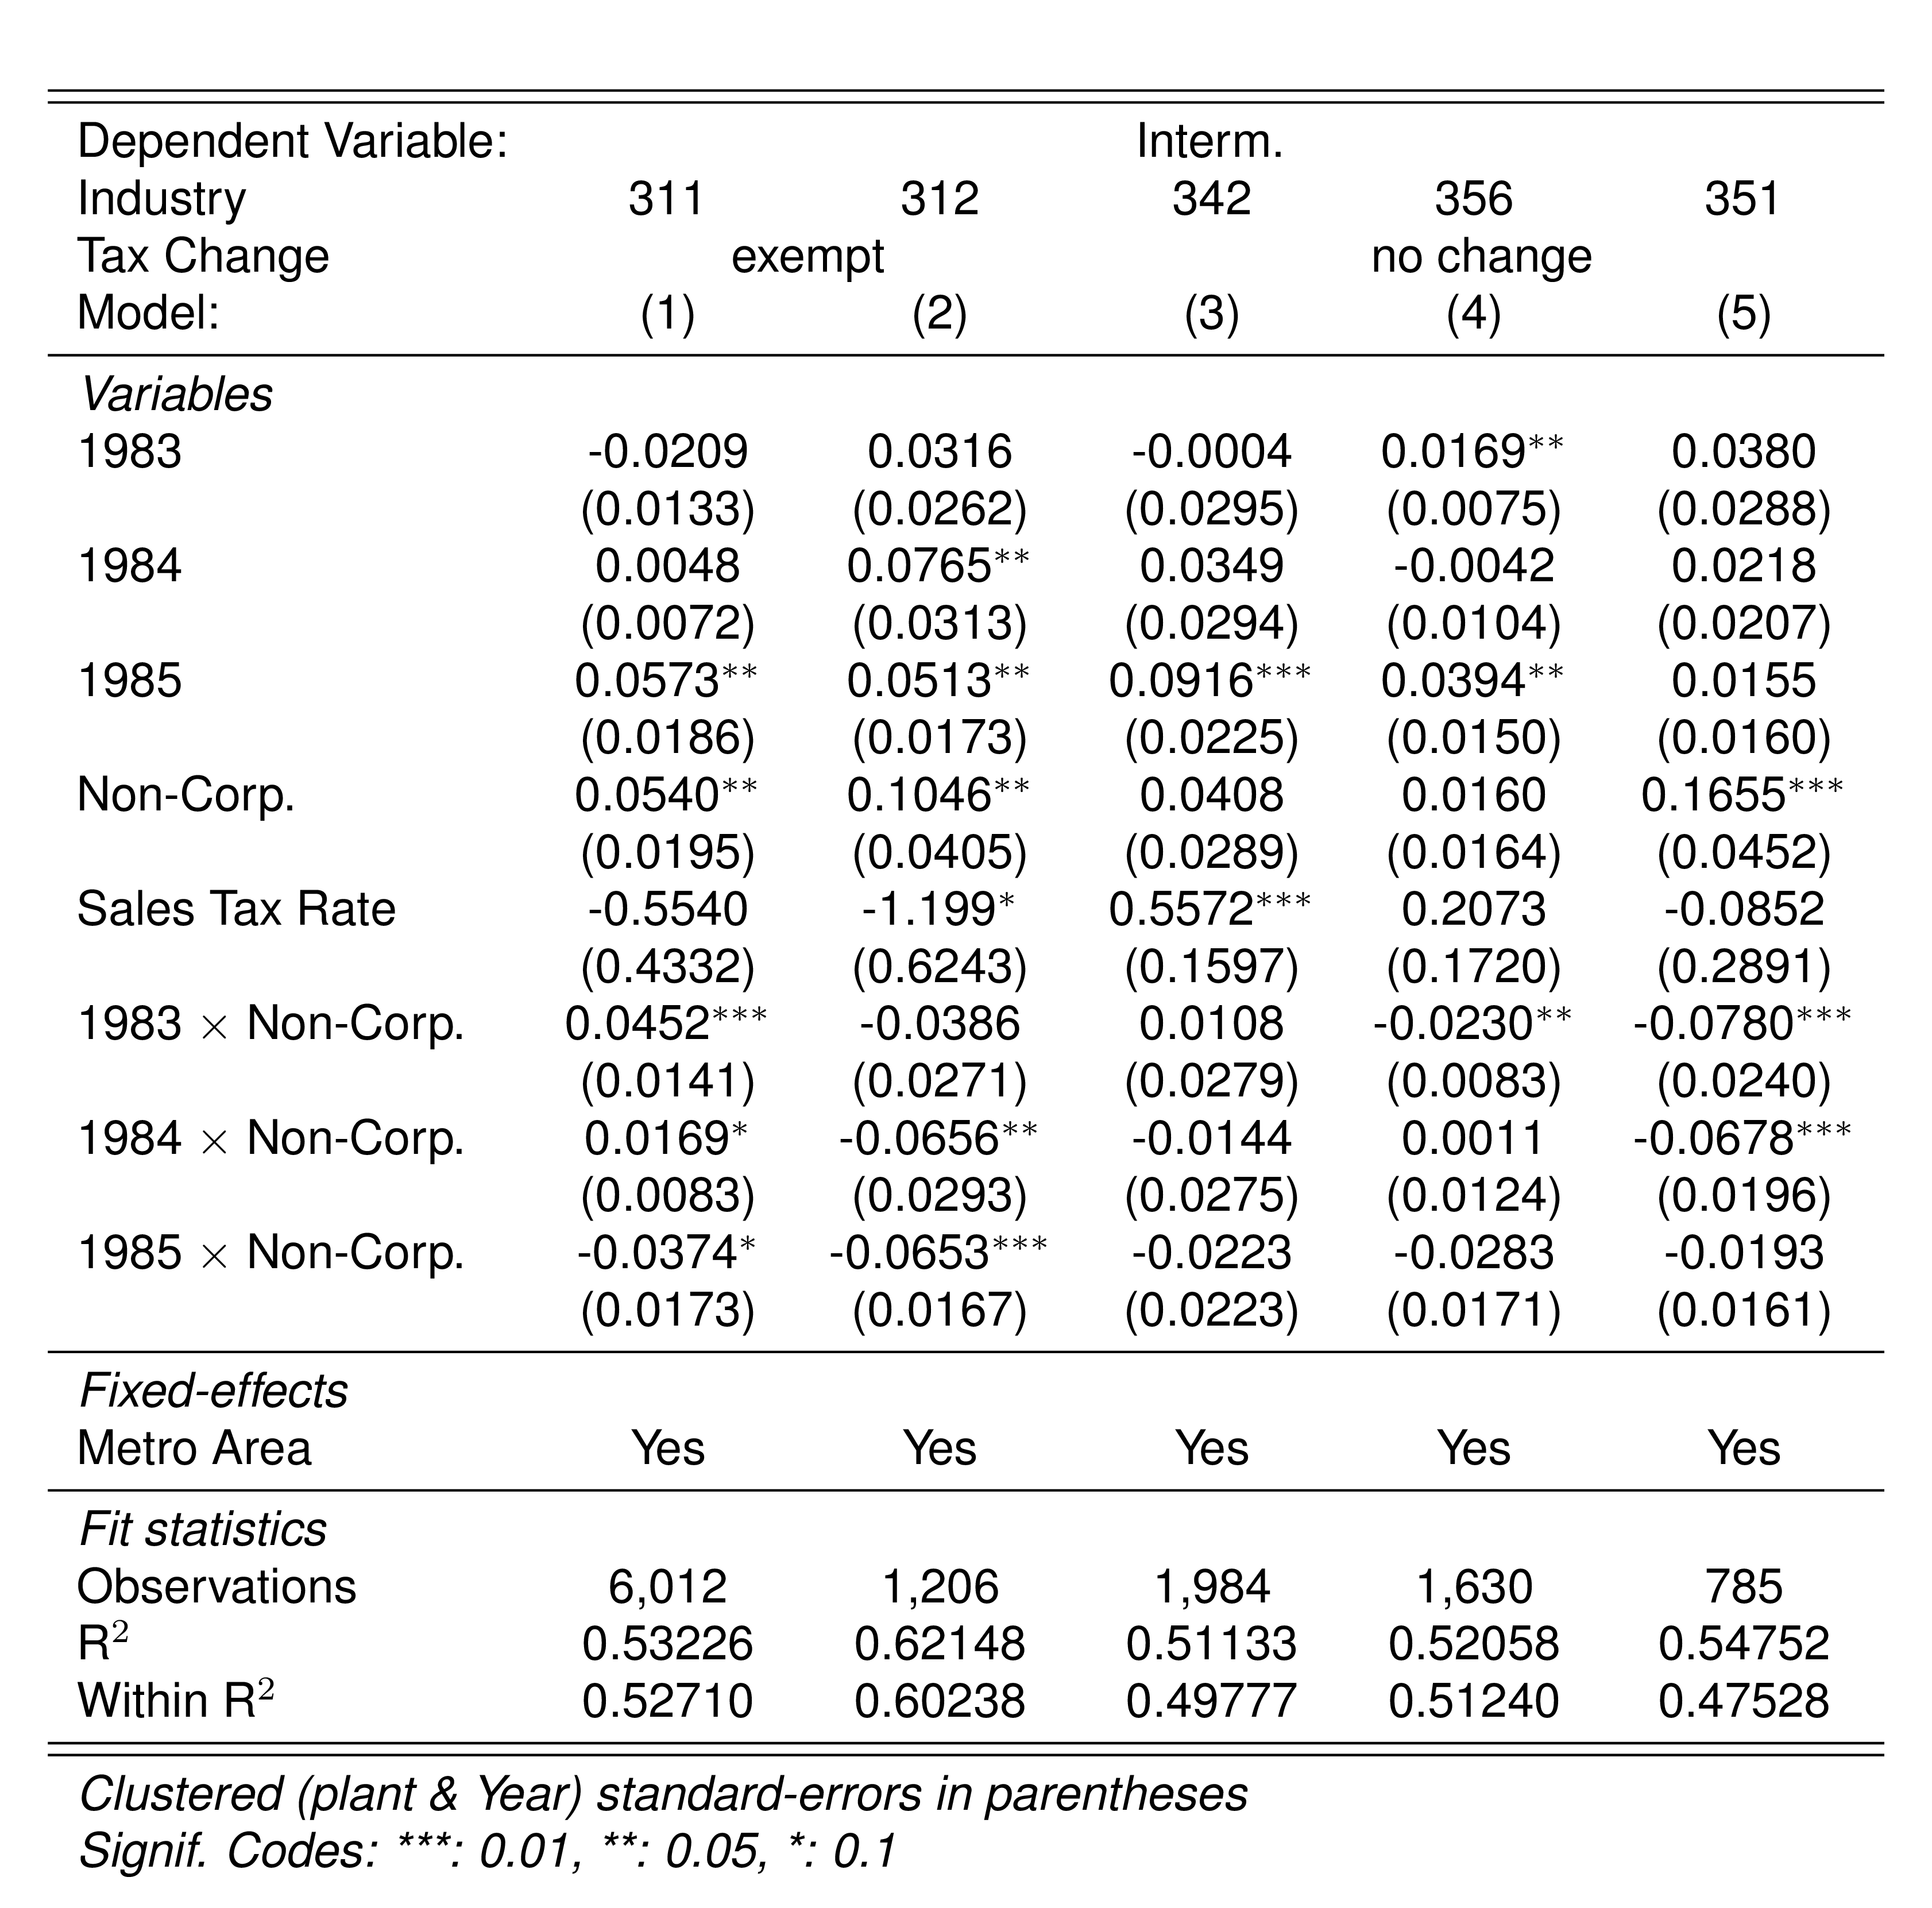 Dependent Variable: Interm.
Industry 311 312 342 356 351
Tax Change exempt no change
Model: (1) (2) (3) (4) (5)
Variables
1983 -0.0209 0.0316 -0.0004 0.0169** 0.0380
(0.0133) (0.0262) (0.0295) (0.0075) (0.0288)
1984 0.0048 0.0765** 0.0349 -0.0042 0.0218
(0.0072) (0.0313) (0.0294) (0.0104) (0.0207)
1985 0.0573** 0.0513** 0.0916*** 0.0394** 0.0155
(0.0186) (0.0173) (0.0225) (0.0150) (0.0160)
Non-Corp. 0.0540** 0.1046** 0.0408 0.0160 0.1655***
(0.0195) (0.0405) (0.0289) (0.0164) (0.0452)
Sales Tax Rate -0.5540 -1.199* 0.5572*** 0.2073 -0.0852
(0.4332) (0.6243) (0.1597) (0.1720) (0.2891)
1983 × Non-Corp. 0.0452*** -0.0386 0.0108 -0.0230** -0.0780***
(0.0141) (0.0271) (0.0279) (0.0083) (0.0240)
1984 × Non-Corp. 0.0169* -0.0656** -0.0144 0.0011 -0.0678***
(0.0083) (0.0293) (0.0275) (0.0124) (0.0196)
1985 × Non-Corp. -0.0374* -0.0653*** -0.0223 -0.0283 -0.0193
(0.0173) (0.0167) (0.0223) (0.0171) (0.0161)
Fixed-effects
Metro Area Yes Yes Yes Yes Yes
Fit statistics
Observations 6,012 1,206 1,984 1,630 785
R² 0.53226 0.62148 0.51133 0.52058 0.54752
Within R² 0.52710 0.60238 0.49777 0.51240 0.47528
Clustered (plant & Year) standard-errors in parentheses
Signif. Codes: ***: 0.01, **: 0.05, *: 0.1